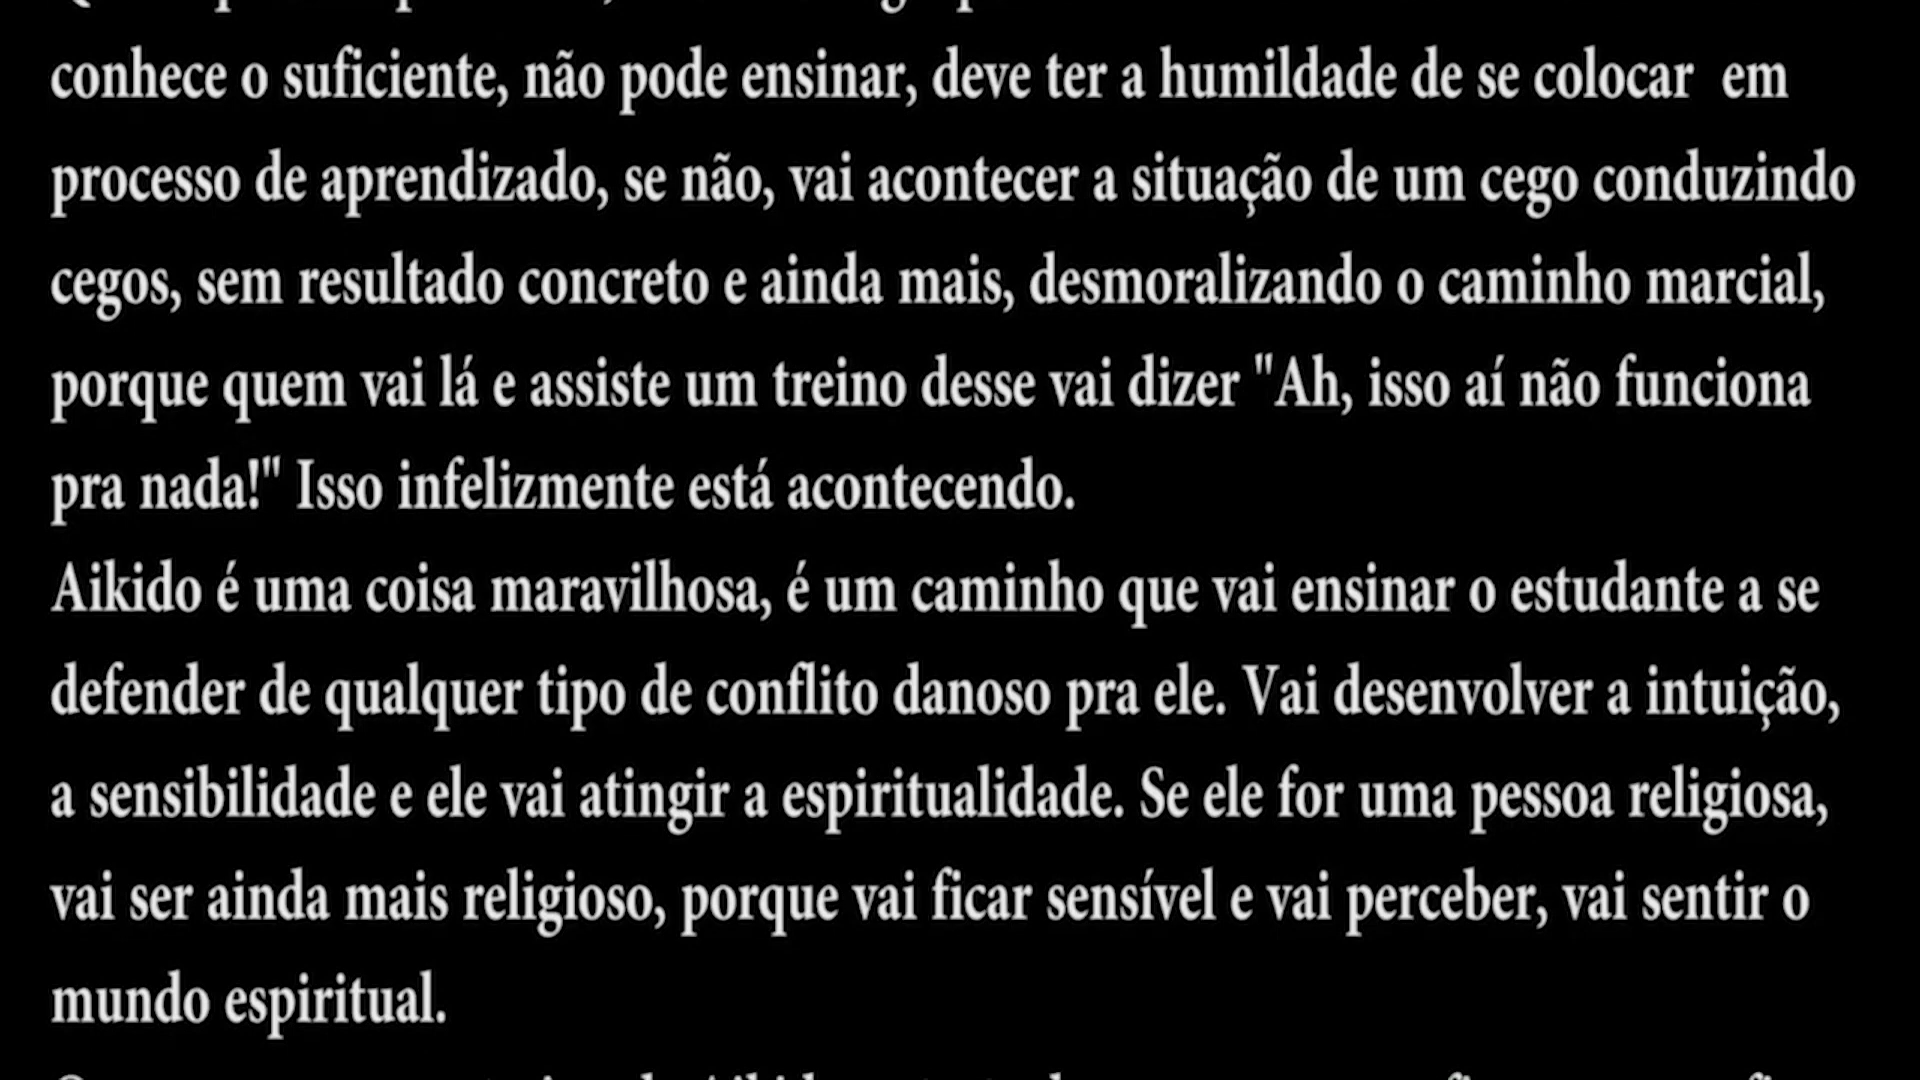 conhece o suficiente, não pode ensinar, deve ter a humildade de se colocar  em
processo de aprendizado, se não, vai acontecer a situação de um cego conduzindo
cegos, sem resultado concreto e ainda mais, desmoralizando o caminho marcial,
porque quem vai lá e assiste um treino desse vai dizer "Ah, isso aí não funciona
pra nada!" Isso infelizmente está acontecendo.
Aikido é uma coisa maravilhosa, é um caminho que vai ensinar o estudante a se
defender de qualquer tipo de conflito danoso pra ele. Vai desenvolver a intuição,
a sensibilidade e ele vai atingir a espiritualidade. Se ele for uma pessoa religiosa,
vai ser ainda mais religioso, porque vai ficar sensível e vai perceber, vai sentir o
mundo espiritual.